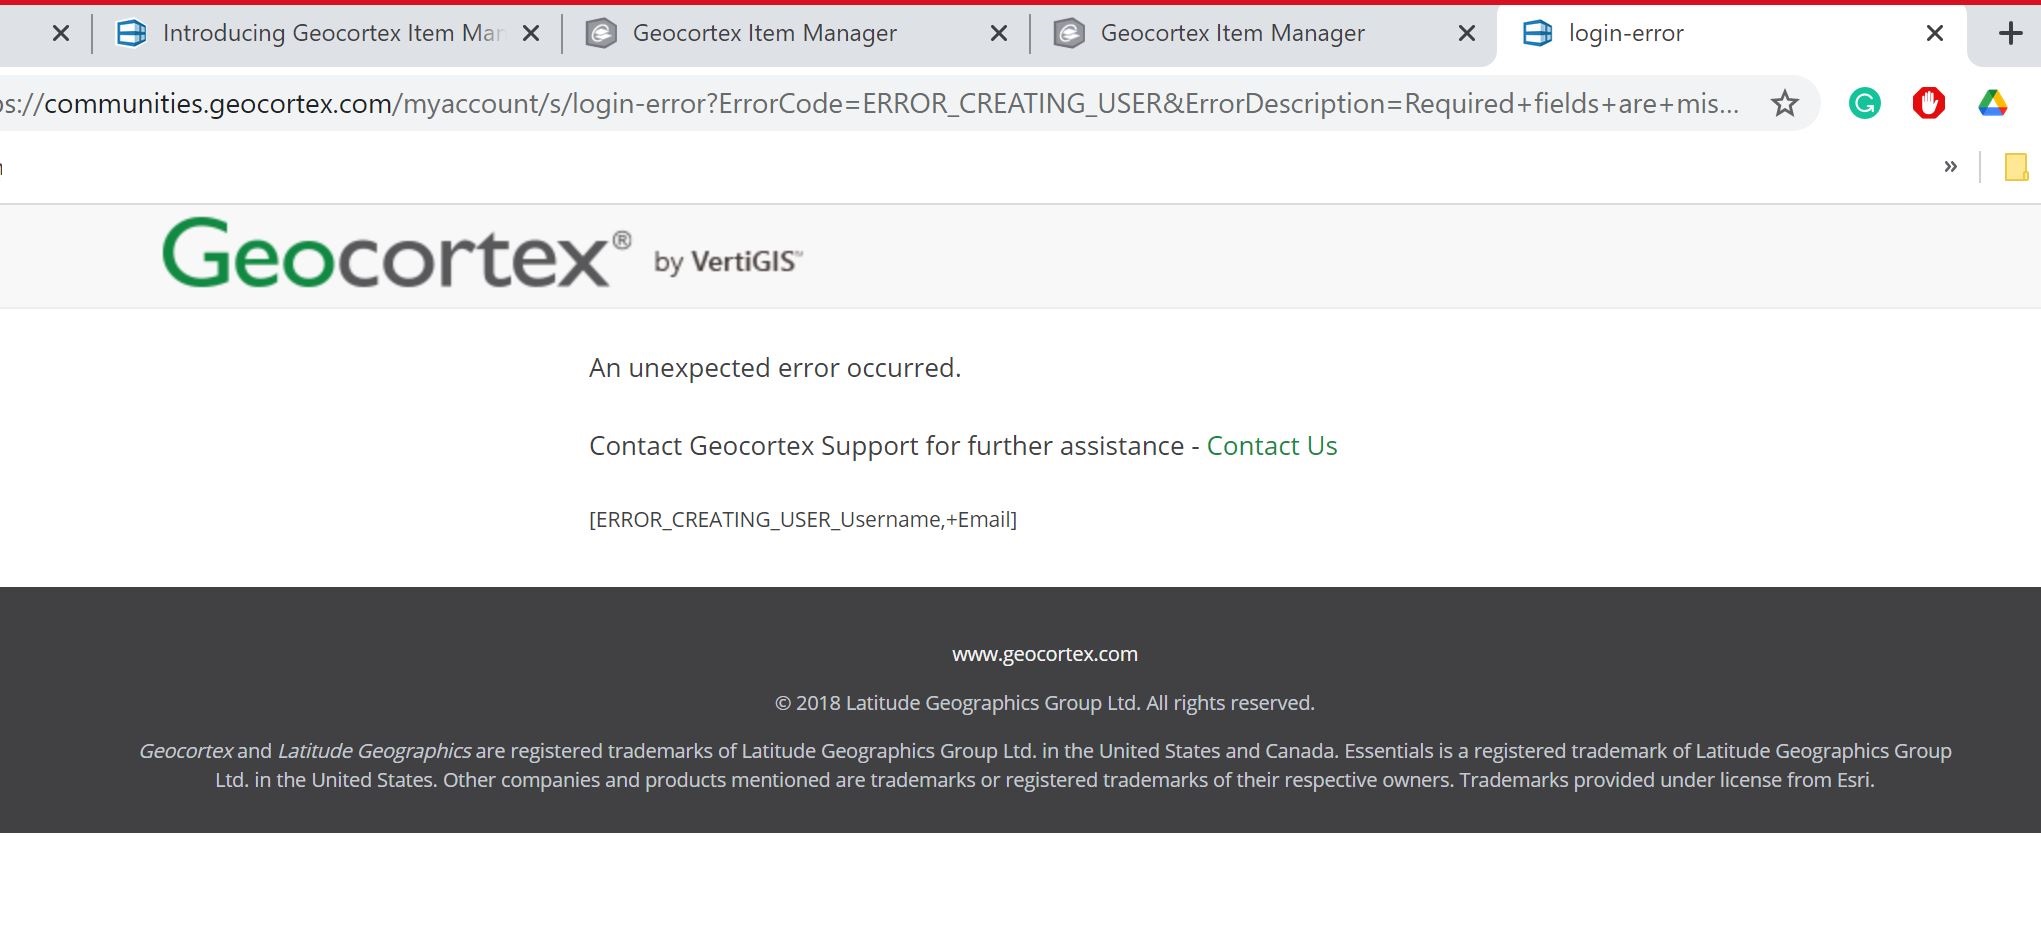 Introducing Geocortex Item Man
Geocortex Item Manager
Geocortex Item Manager
login-error
s://communities.geocortex.com/myaccount/s/login-error?ErrorCode=ERROR_CREATING_USER&ErrorDescription=Required+fields+are+mis...
»
Geocortex® by VertiGIS™
An unexpected error occurred.
Contact Geocortex Support for further assistance - Contact Us
[ERROR_CREATING_USER_Username,+Email]
www.geocortex.com
© 2018 Latitude Geographics Group Ltd. All rights reserved.
Geocortex and Latitude Geographics are registered trademarks of Latitude Geographics Group Ltd. in the United States and Canada. Essentials is a registered trademark of Latitude Geographics Group
Ltd. in the United States. Other companies and products mentioned are trademarks or registered trademarks of their respective owners. Trademarks provided under license from Esri.